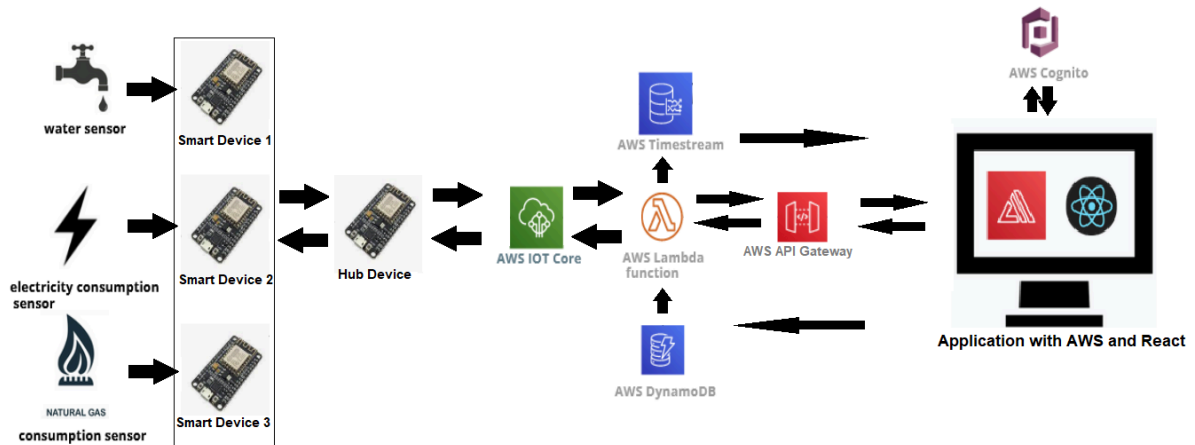 AWS Cognito
water sensor
Smart Device 1
AWS Timestream
electricity consumption
sensor
Smart Device 2
Hub Device
AWS IOT Core
AWS Lambda
function
</>
AWS API Gateway
Application with AWS and React
AWS DynamoDB
NATURAL GAS
consumption sensor
Smart Device 3